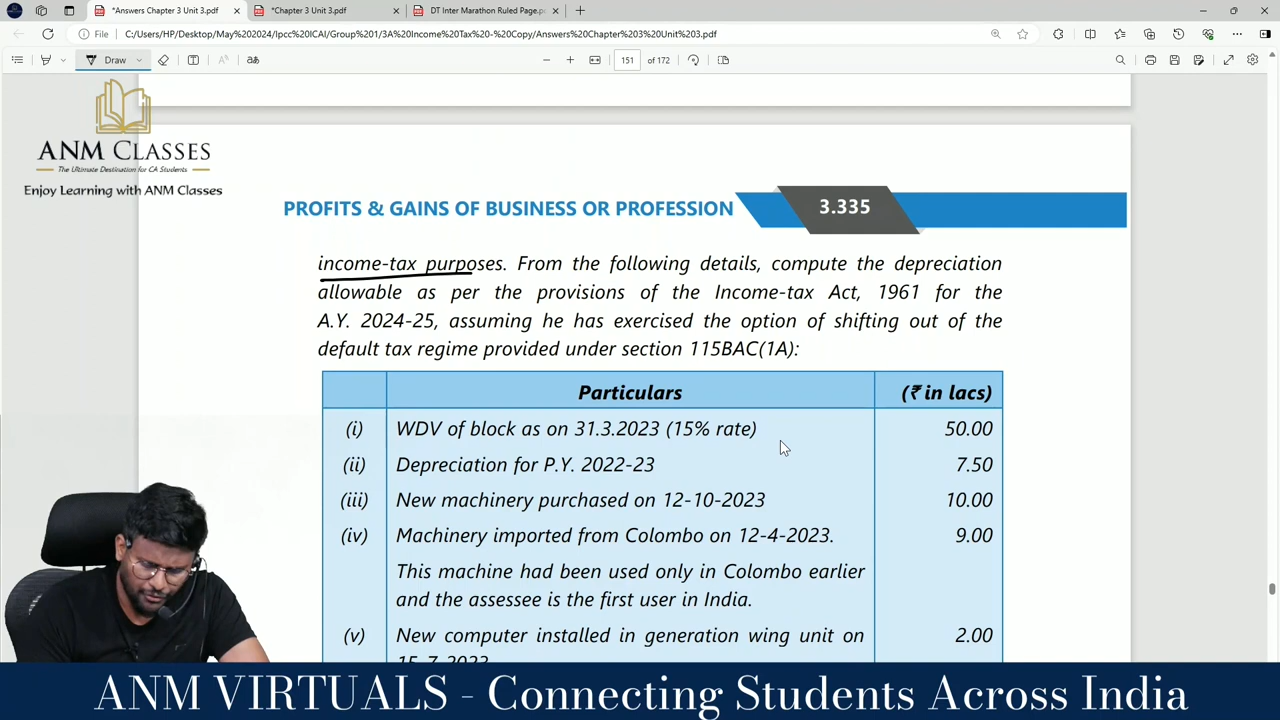 *Answers Chapter 3 Unit 3.pdf
*Chapter 3 Unit 3.pdf
DT Inter Marathon Ruled Page.p
File
C:/Users/HP/Desktop/May%202024/Ipcc%20ICAI/Group%201/3A%20Income%20Tax%20-%20Copy/Answers%20Chapter%203%20Unit%203.pdf
Draw
151 of 172
ANM CLASSES
The Ultimate Destination for CA Students
Enjoy Learning with ANM Classes
PROFITS & GAINS OF BUSINESS OR PROFESSION 3.335
income-tax purposes. From the following details, compute the depreciation
allowable as per the provisions of the Income-tax Act, 1961 for the
A.Y. 2024-25, assuming he has exercised the option of shifting out of the
default tax regime provided under section 115BAC(1A):
Particulars (₹ in lacs)
(i) WDV of block as on 31.3.2023 (15% rate) 50.00
(ii) Depreciation for P.Y. 2022-23 7.50
(iii) New machinery purchased on 12-10-2023 10.00
(iv) Machinery imported from Colombo on 12-4-2023. 9.00
This machine had been used only in Colombo earlier
and the assessee is the first user in India.
(v) New computer installed in generation wing unit on 2.00
15-7-2023
ANM VIRTUALS - Connecting Students Across India